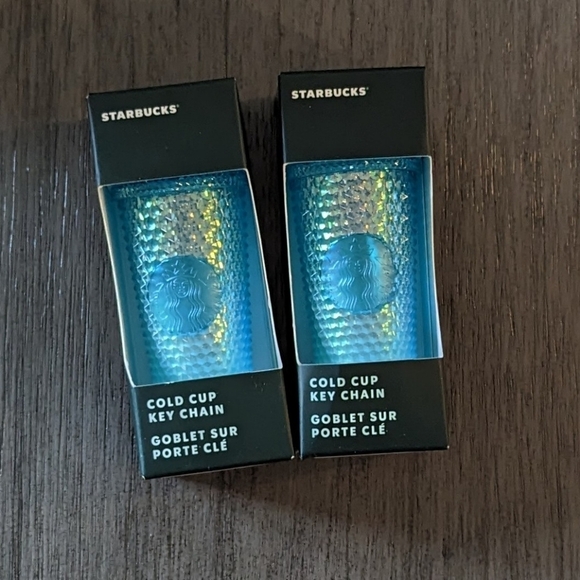 STARBUCKS®
COLD CUP
KEY CHAIN
GOBLET SUR
PORTE CLÉ
STARBUCKS®
COLD CUP
KEY CHAIN
GOBLET SUR
PORTE CLÉ